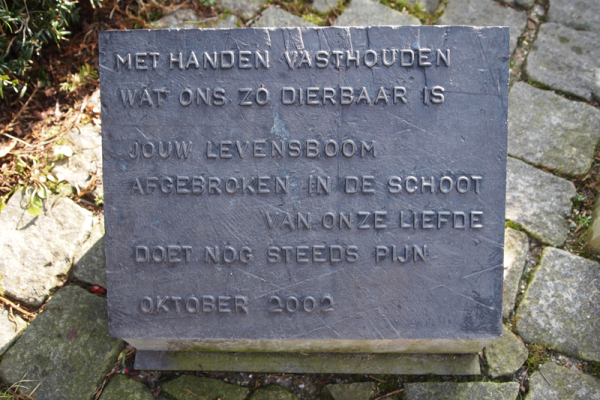 MET HANDEN VASTHOUDEN
WAT ONS ZO DIERBAAR IS
JOUW LEVENSBOOM
AFGEBROKEN IN DE SCHOOT
VAN ONZE LIEFDE
DOET NOG STEEDS PIJN
OKTOBER 2002